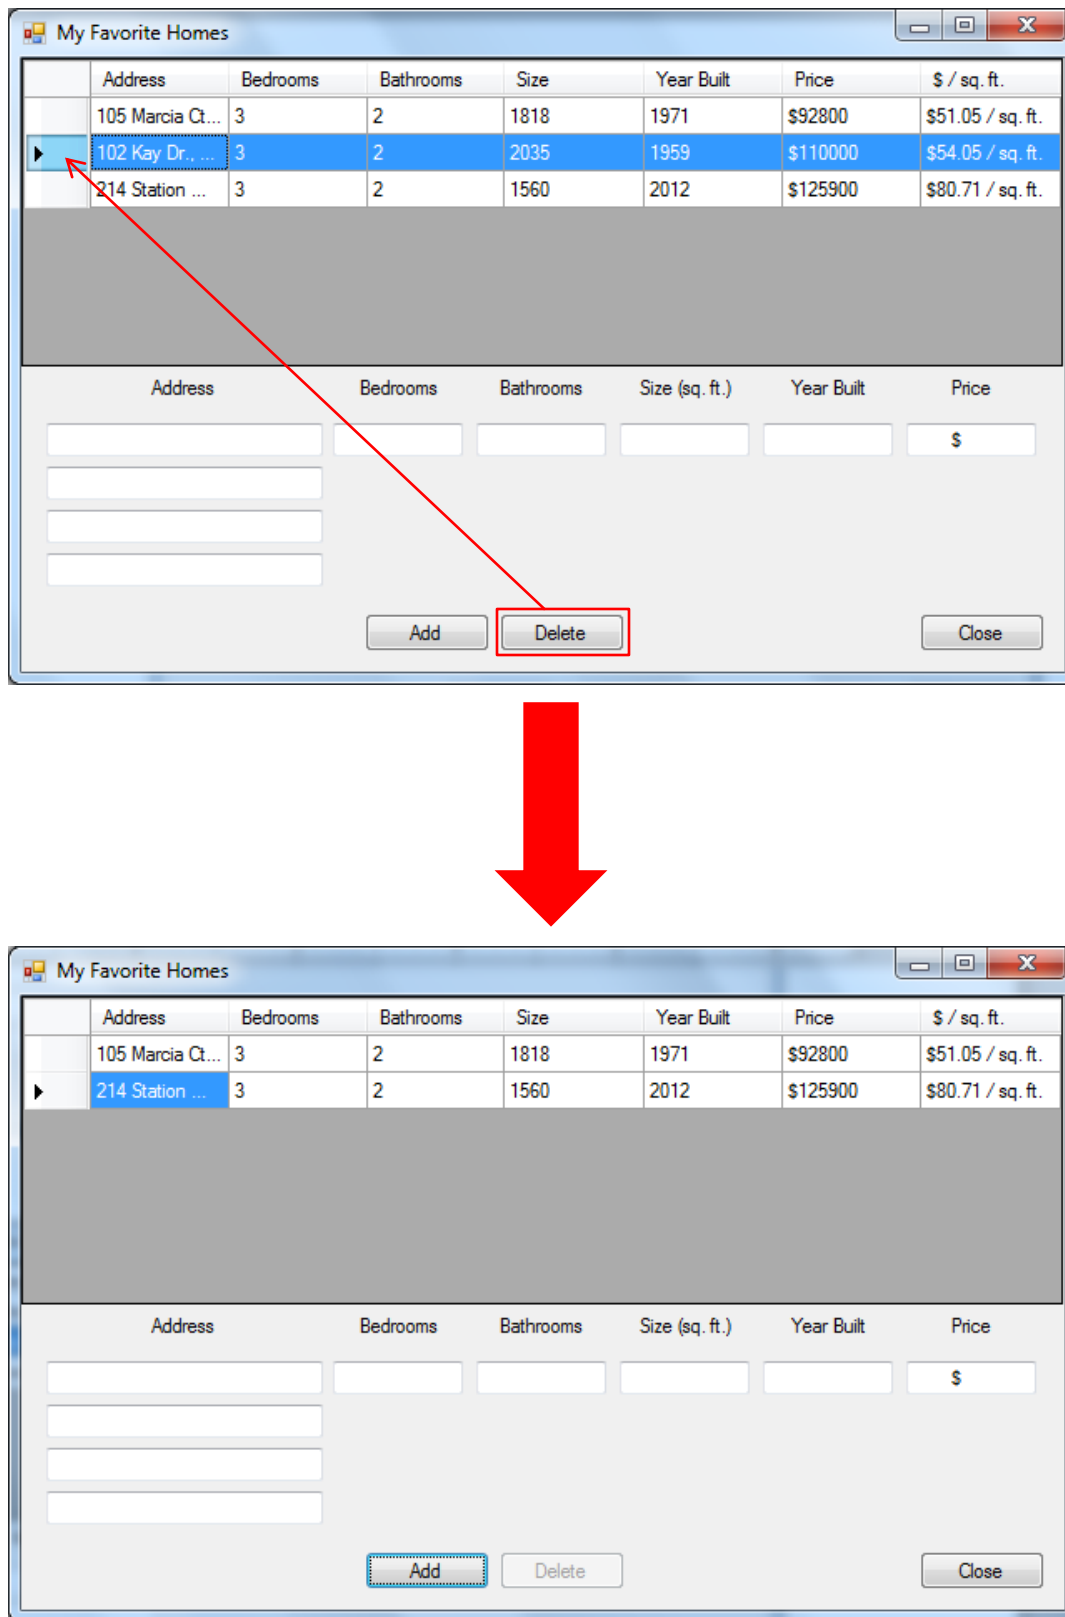 My Favorite Homes
Address Bedrooms Bathrooms Size Year Built Price $ / sq. ft.
105 Marcia Ct... 3 2 1818 1971 $92800 $51.05 / sq. ft.
102 Kay Dr., ... 3 2 2035 1959 $110000 $54.05 / sq. ft.
214 Station ... 3 2 1560 2012 $125900 $80.71 / sq. ft.
Address Bedrooms Bathrooms Size (sq. ft.) Year Built Price
$
Add Delete Close
My Favorite Homes
Address Bedrooms Bathrooms Size Year Built Price $ / sq. ft.
105 Marcia Ct... 3 2 1818 1971 $92800 $51.05 / sq. ft.
214 Station ... 3 2 1560 2012 $125900 $80.71 / sq. ft.
Address Bedrooms Bathrooms Size (sq. ft.) Year Built Price
$
Add Delete Close